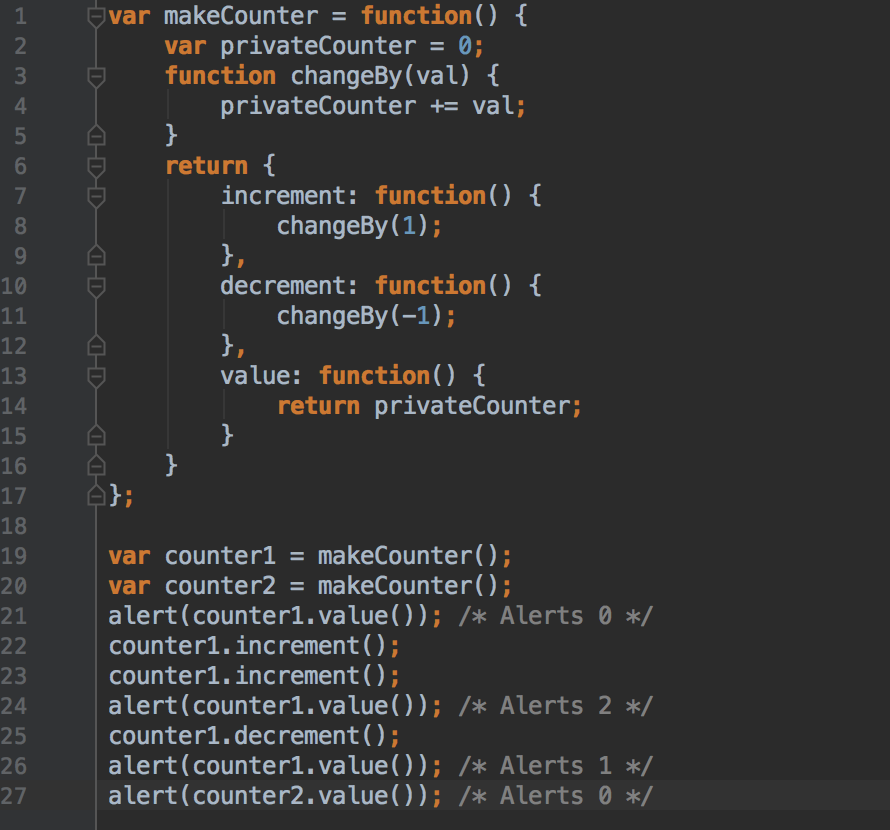 1 var makeCounter = function() {
2     var privateCounter = 0;
3     function changeBy(val) {
4         privateCounter += val;
5     }
6     return {
7         increment: function() {
8             changeBy(1);
9         },
10         decrement: function() {
11             changeBy(-1);
12         },
13         value: function() {
14             return privateCounter;
15         }
16     }
17 };
18
19 var counter1 = makeCounter();
20 var counter2 = makeCounter();
21 alert(counter1.value()); /* Alerts 0 */
22 counter1.increment();
23 counter1.increment();
24 alert(counter1.value()); /* Alerts 2 */
25 counter1.decrement();
26 alert(counter1.value()); /* Alerts 1 */
27 alert(counter2.value()); /* Alerts 0 */